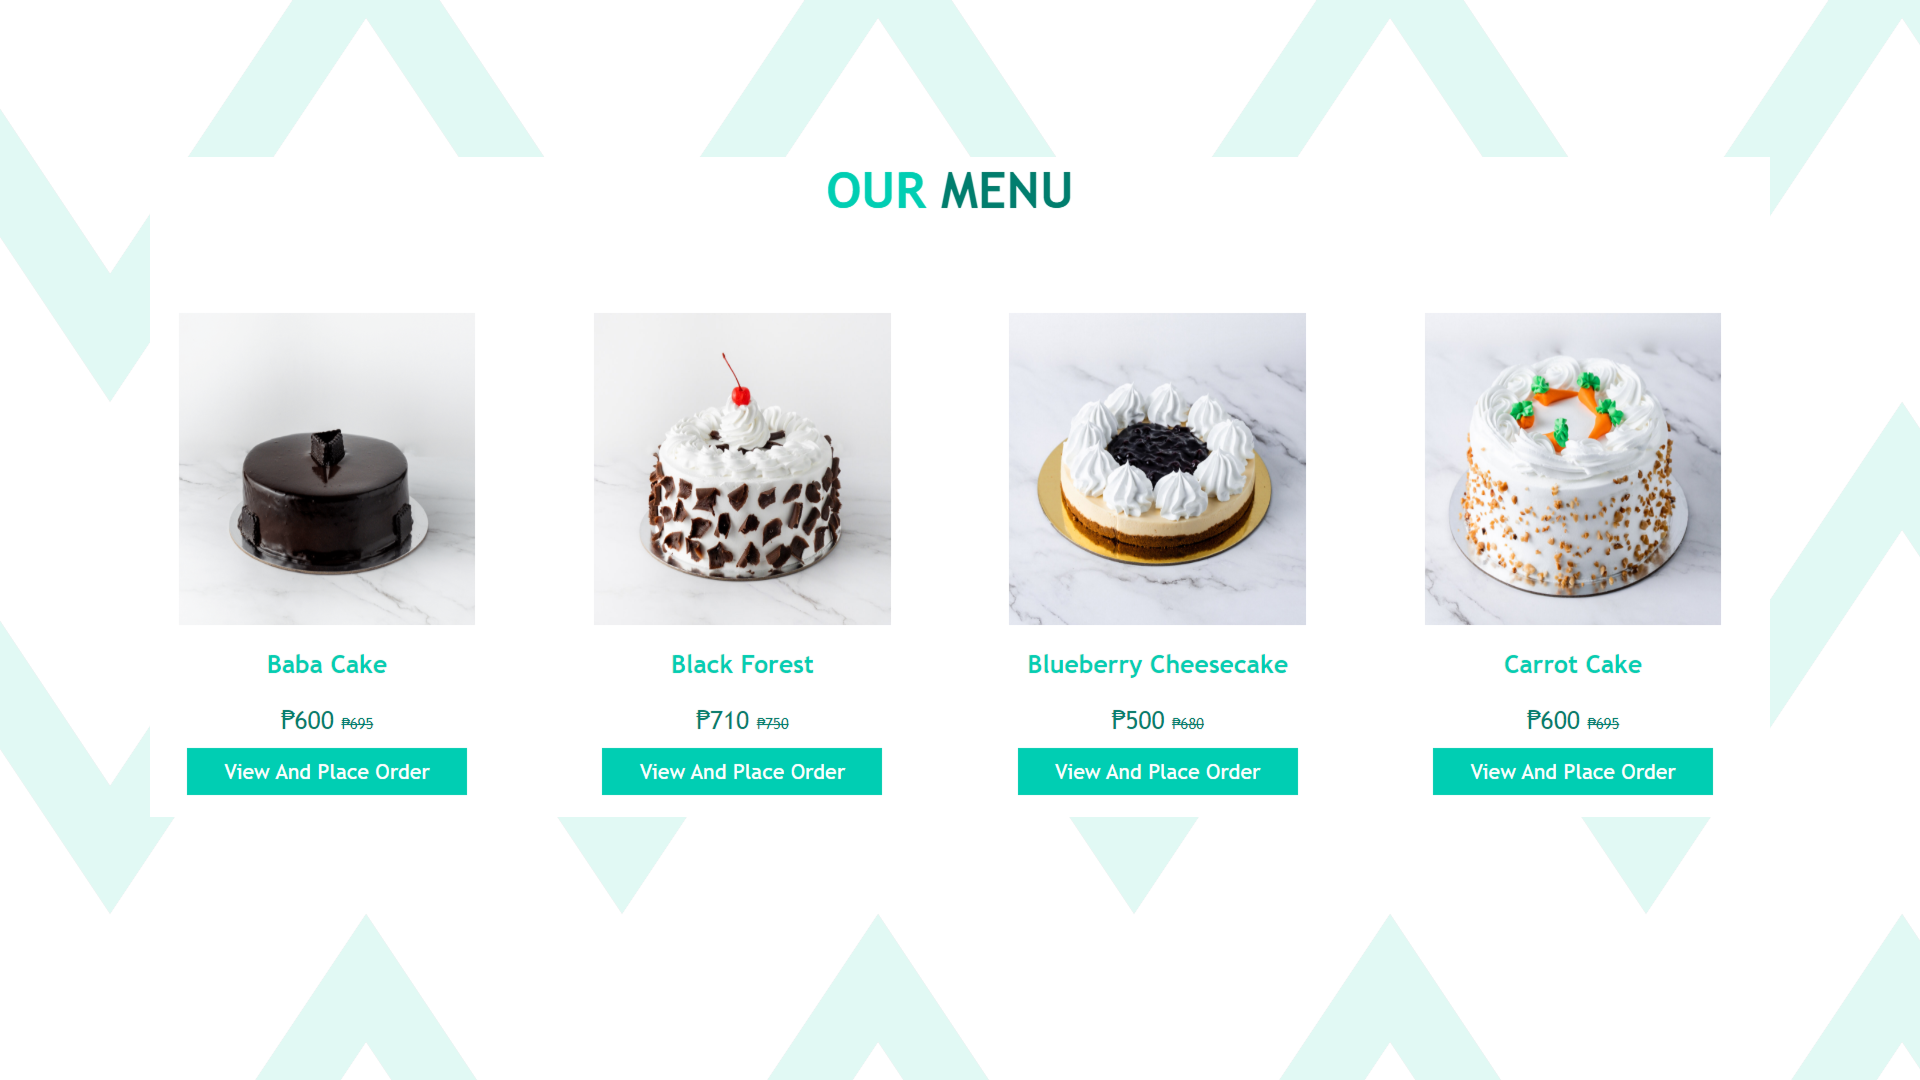 OUR MENU
Baba Cake
₱600 ₱695
View And Place Order
Black Forest
₱710 ₱750
View And Place Order
Blueberry Cheesecake
₱500 ₱680
View And Place Order
Carrot Cake
₱600 ₱695
View And Place Order